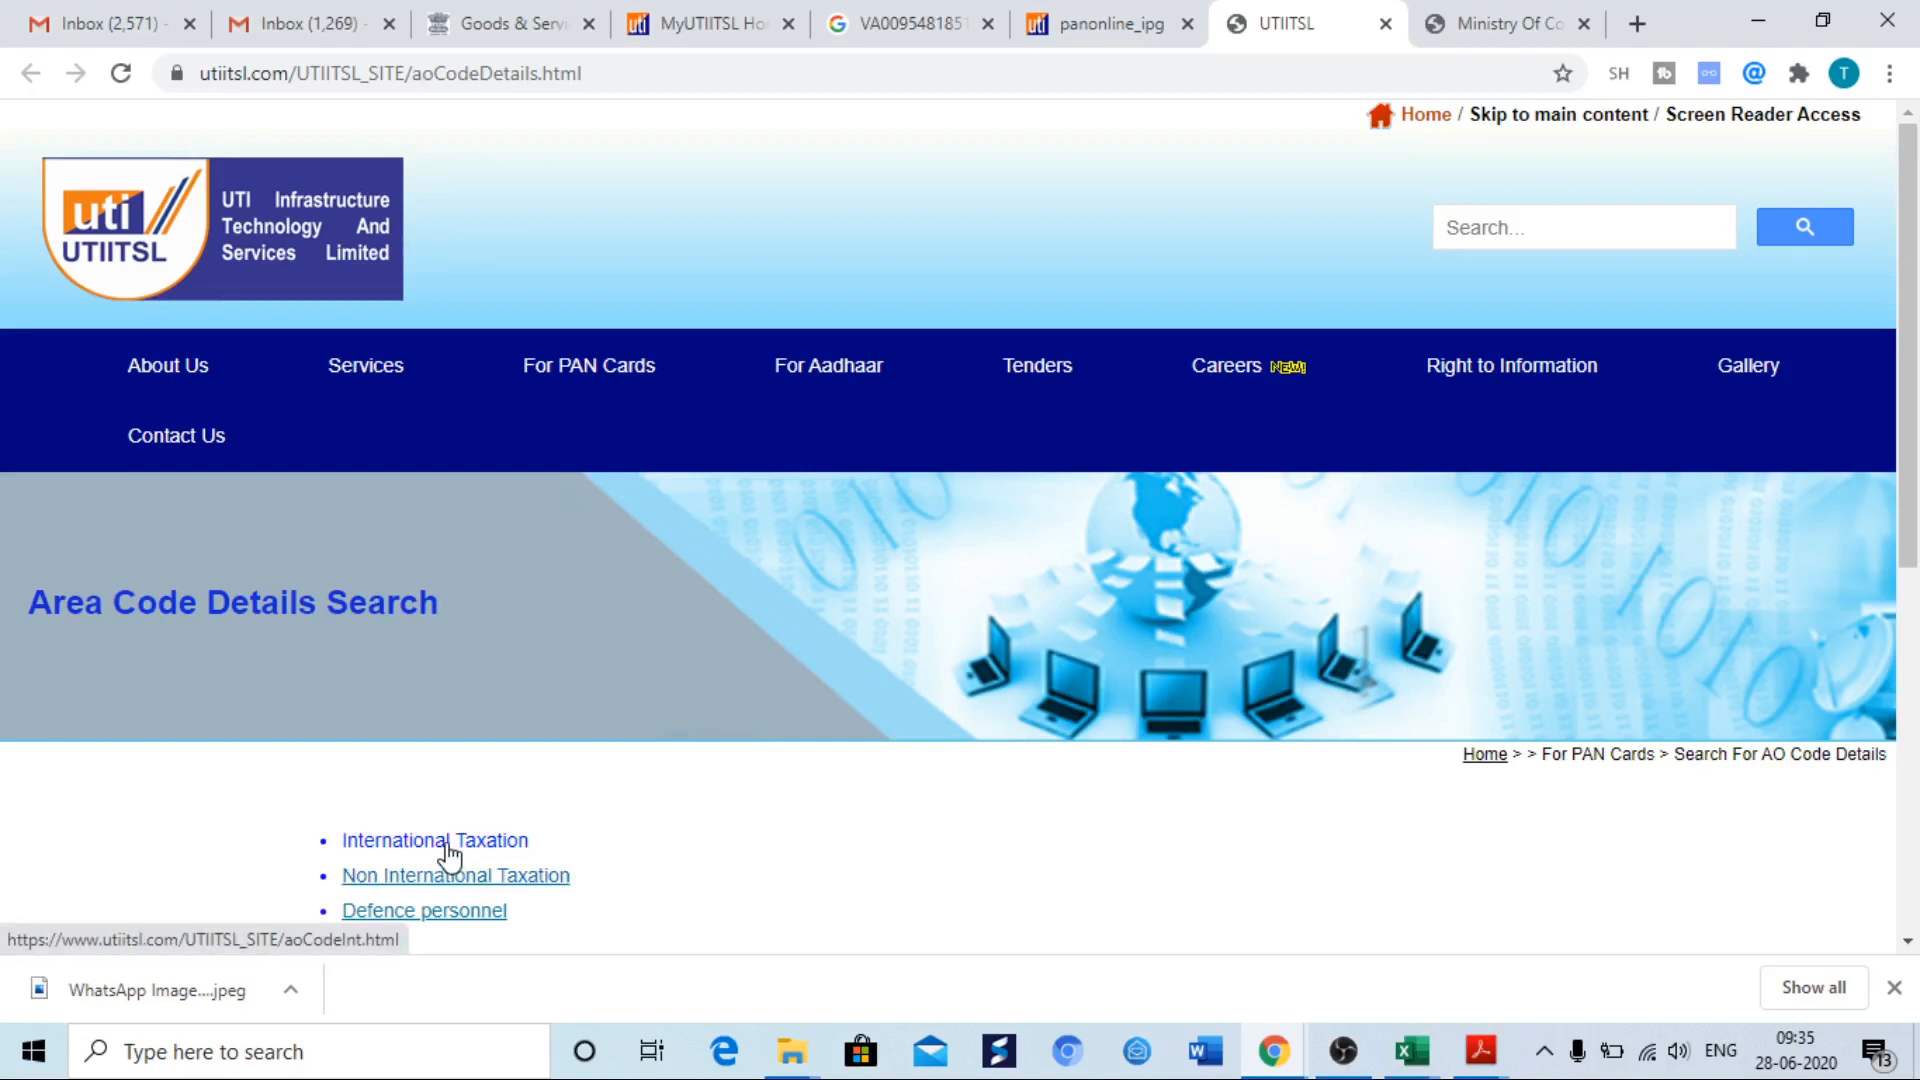 Inbox (2,571) -
Inbox (1,269) -
Goods & Servi
MyUTIITSL Ho
VA0095481851
panonline_ipg
UTIITSL
Ministry Of Co
utiitsl.com/UTIITSL_SITE/aoCodeDetails.html
SH
T
Home / Skip to main content / Screen Reader Access
uti
UTIITSL
UTI Infrastructure
Technology And
Services Limited
Search...
About Us
Services
For PAN Cards
For Aadhaar
Tenders
Careers NEW!
Right to Information
Gallery
Contact Us
Area Code Details Search
Home > > For PAN Cards > Search For AO Code Details
• International Taxation
• Non International Taxation
• Defence personnel
https://www.utiitsl.com/UTIITSL_SITE/aoCodeInt.html
WhatsApp Image....jpeg
Show all
Type here to search
ENG
09:35
28-06-2020
13